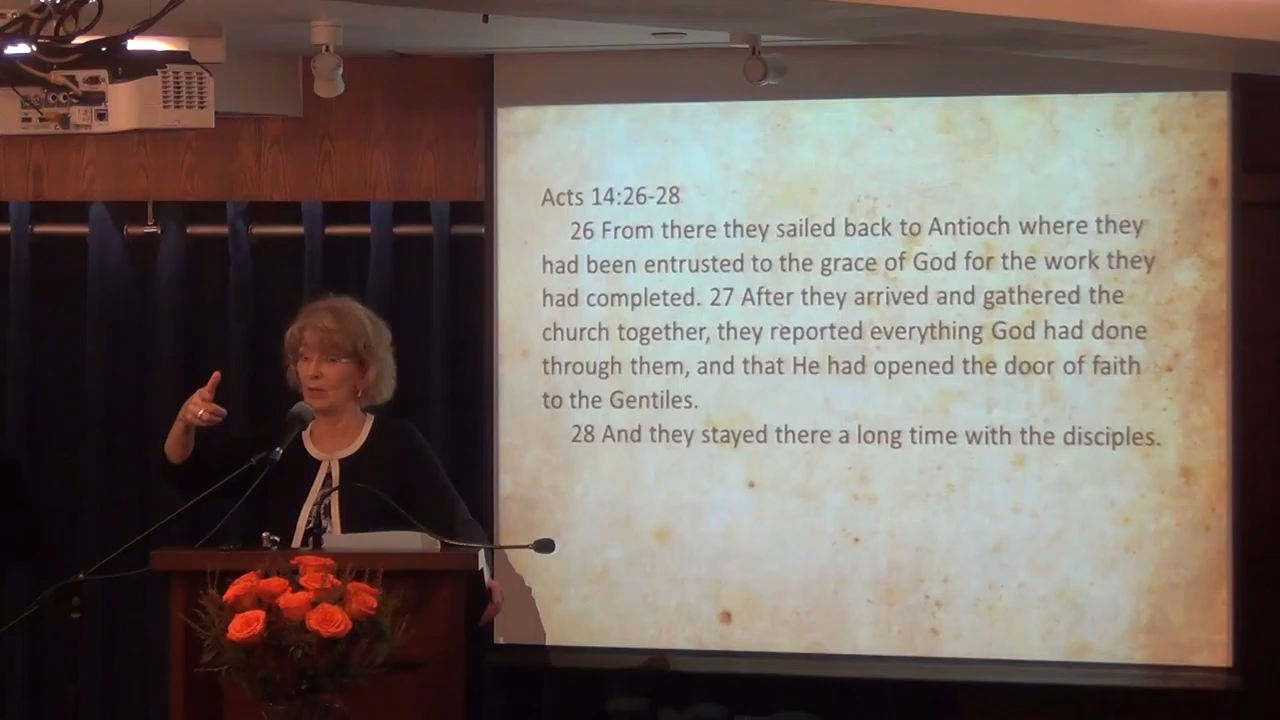 Acts 14:26-28
26 From there they sailed back to Antioch where they
had been entrusted to the grace of God for the work they
had completed. 27 After they arrived and gathered the
church together, they reported everything God had done
through them, and that He had opened the door of faith
to the Gentiles.
28 And they stayed there a long time with the disciples.